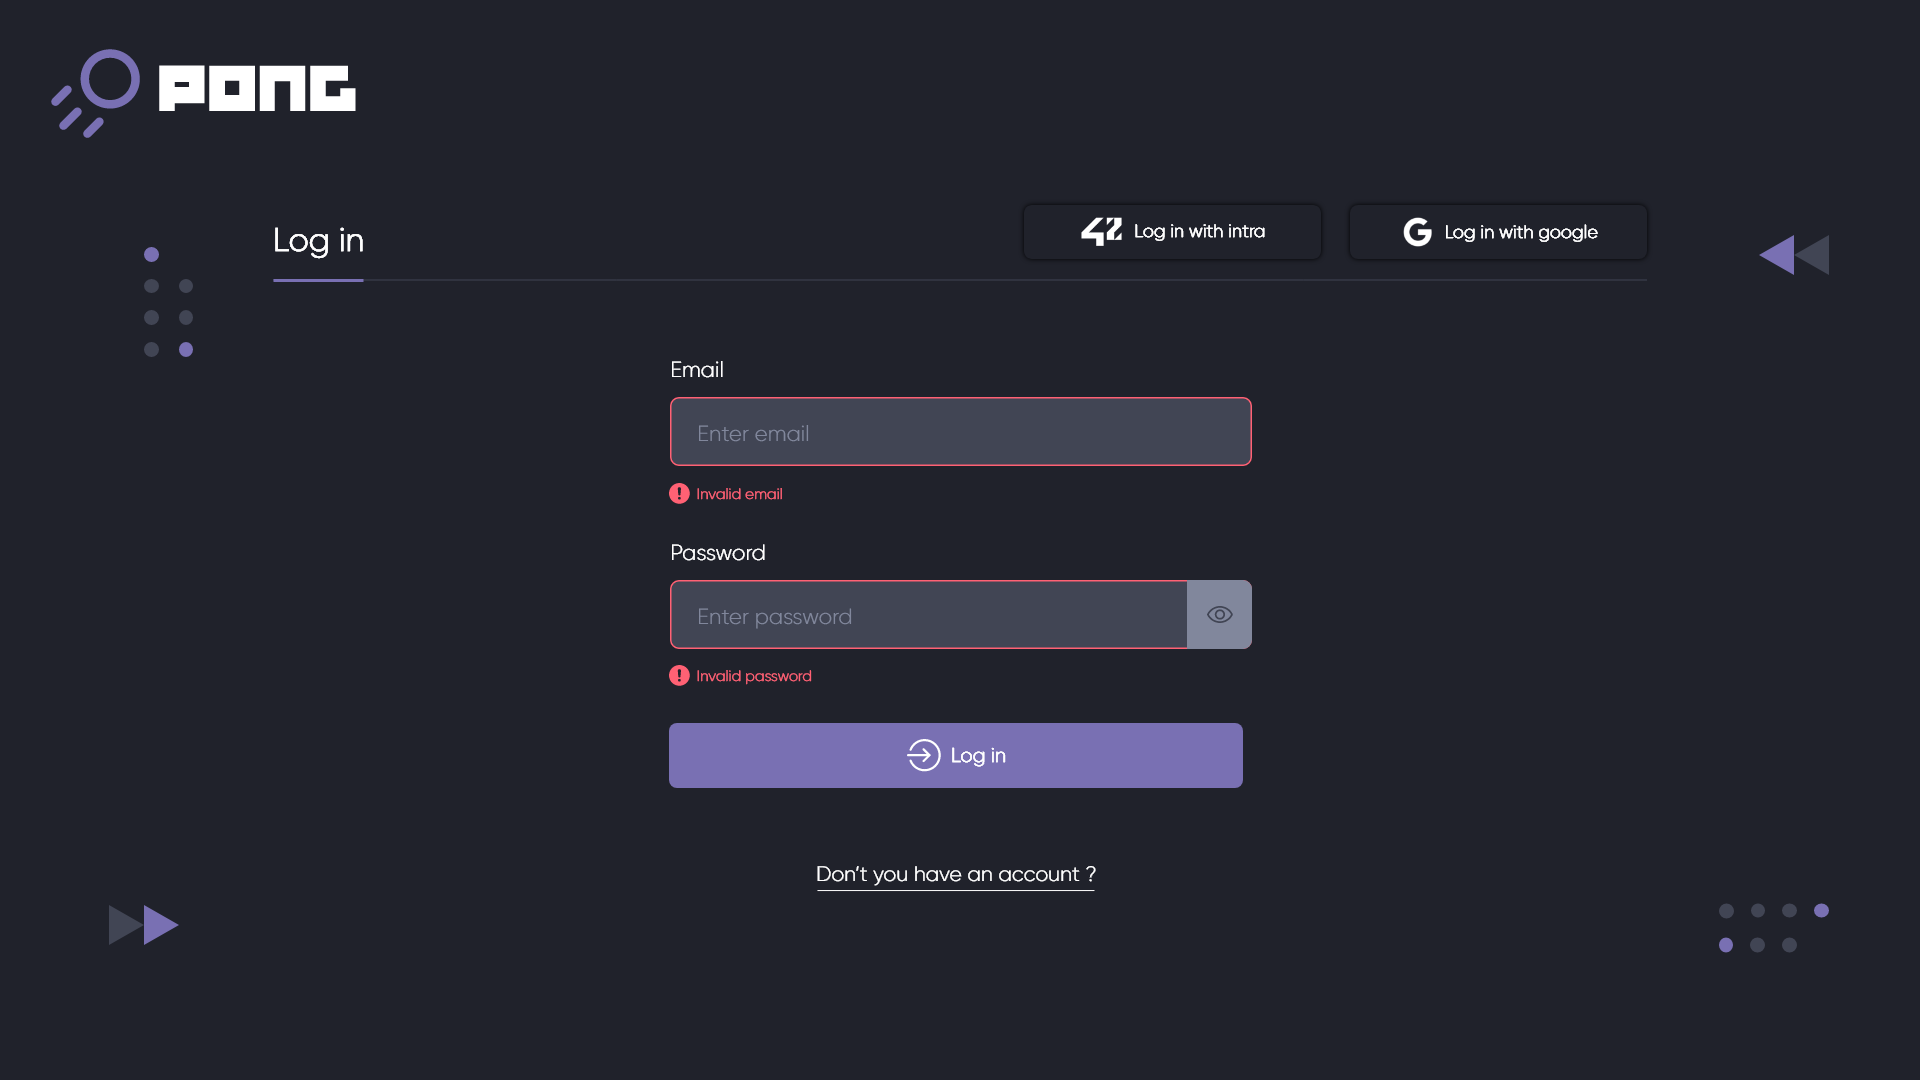 PONG
Log in
42 Log in with intra
G Log in with google
Email
Enter email
! Invalid email
Password
Enter password
! Invalid password
Log in
Don't you have an account ?